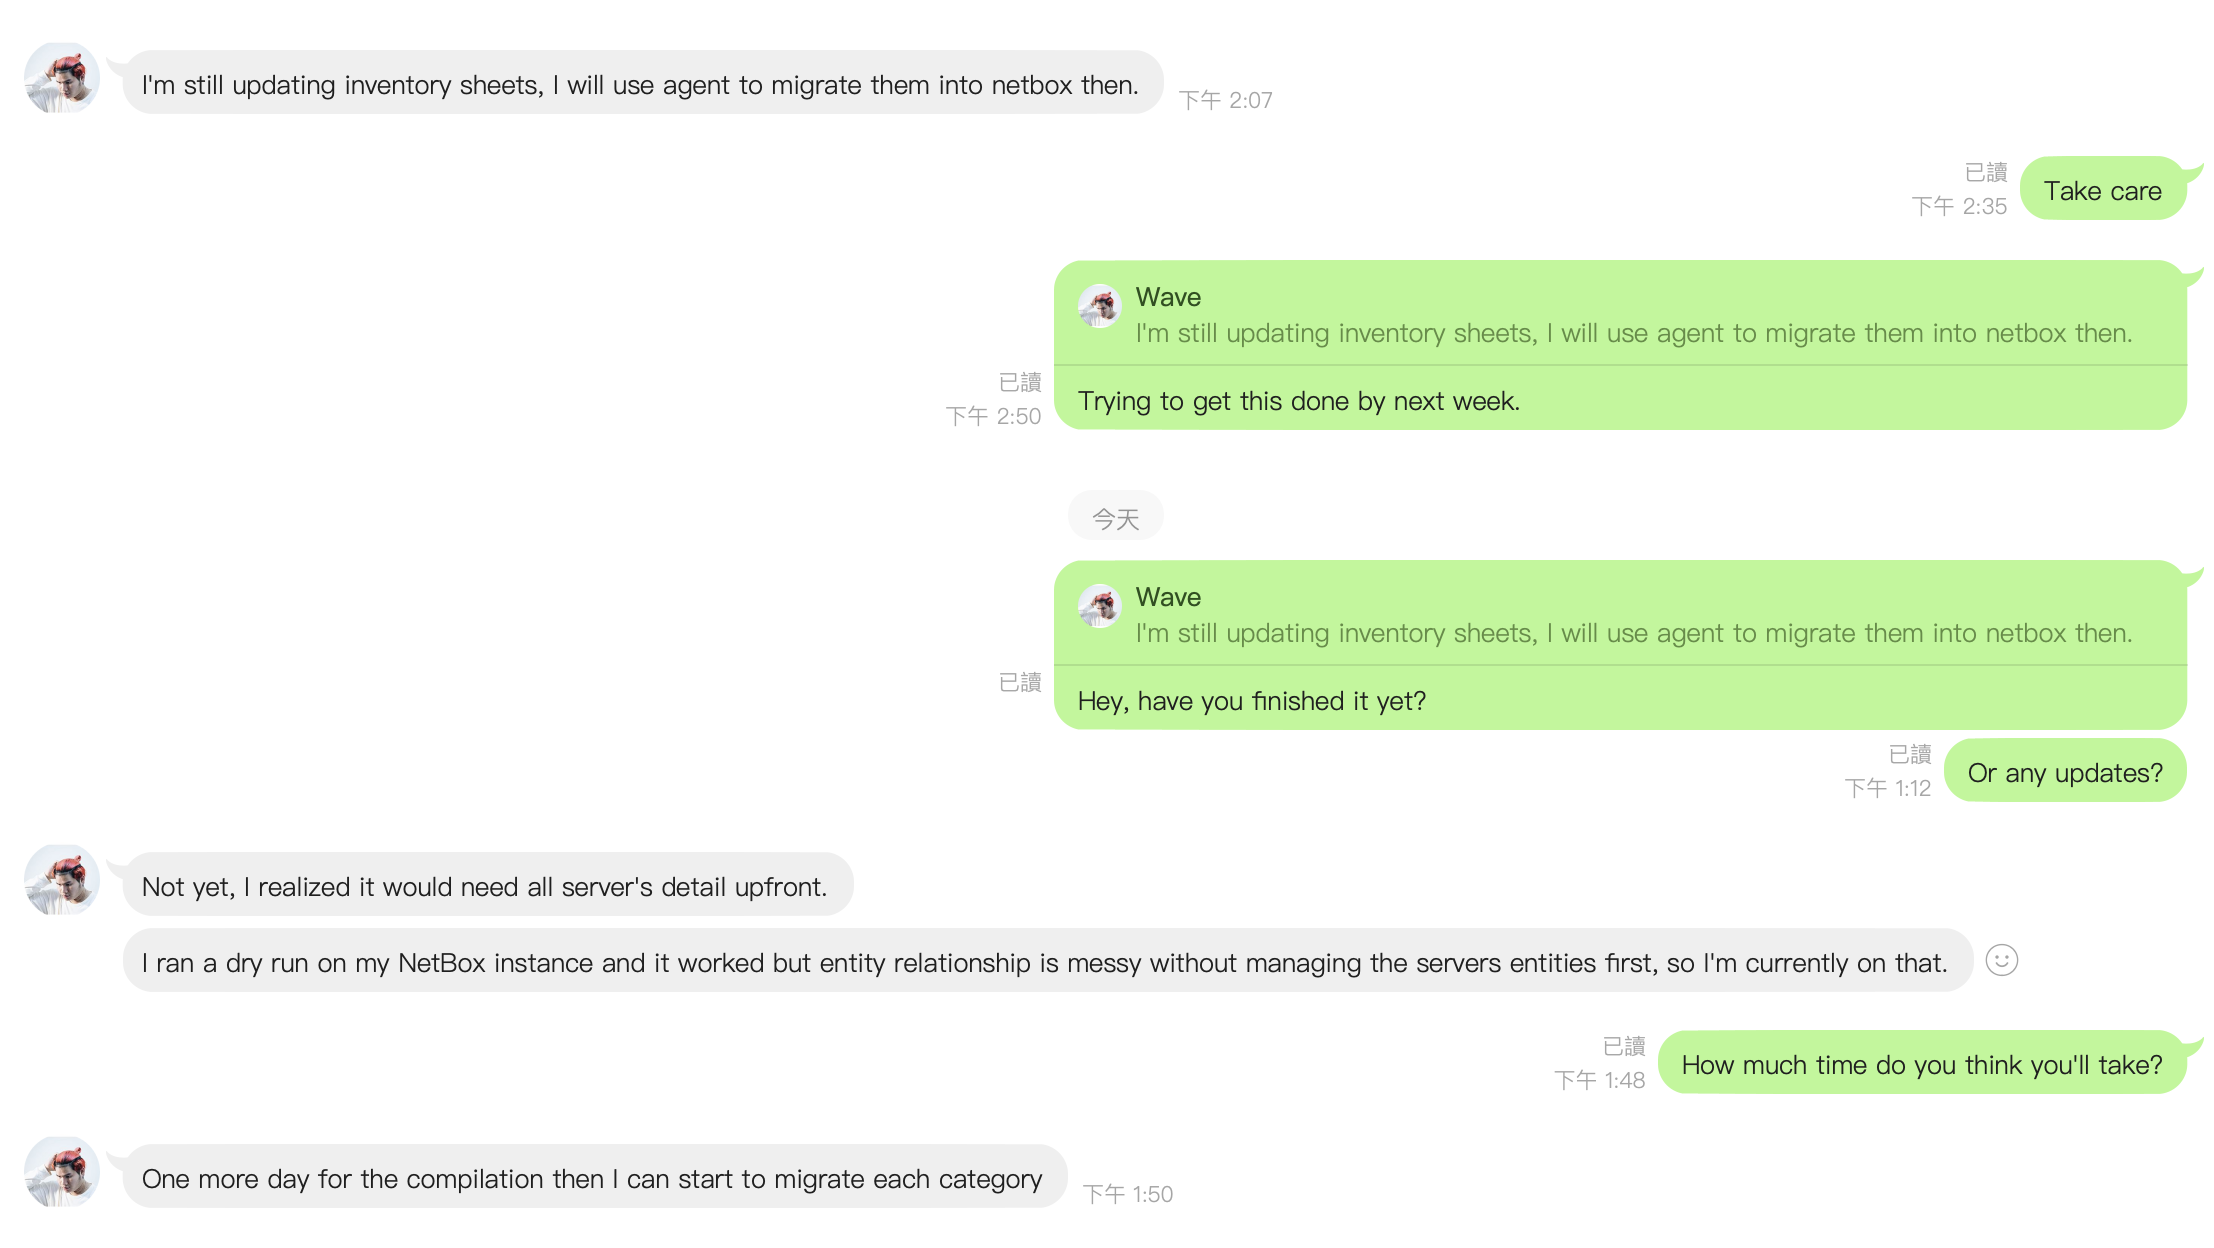 I'm still updating inventory sheets, I will use agent to migrate them into netbox then.
下午 2:07
已讀
下午 2:35
Take care
Wave
I'm still updating inventory sheets, I will use agent to migrate them into netbox then.
已讀
下午 2:50
Trying to get this done by next week.
今天
Wave
I'm still updating inventory sheets, I will use agent to migrate them into netbox then.
已讀
Hey, have you finished it yet?
已讀
下午 1:12
Or any updates?
Not yet, I realized it would need all server's detail upfront.
I ran a dry run on my NetBox instance and it worked but entity relationship is messy without managing the servers entities first, so I'm currently on that.
已讀
下午 1:48
How much time do you think you'll take?
One more day for the compilation then I can start to migrate each category
下午 1:50